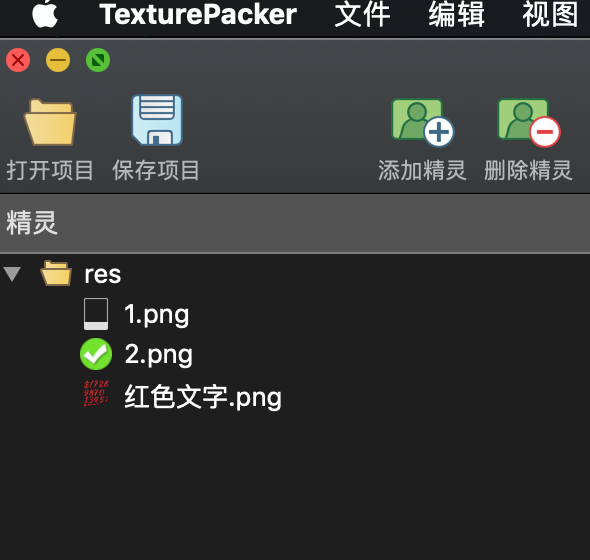 TexturePacker 文件 编辑 视图
打开项目 保存项目 添加精灵 删除精灵
精灵
res
1.png
2.png
红色文字.png